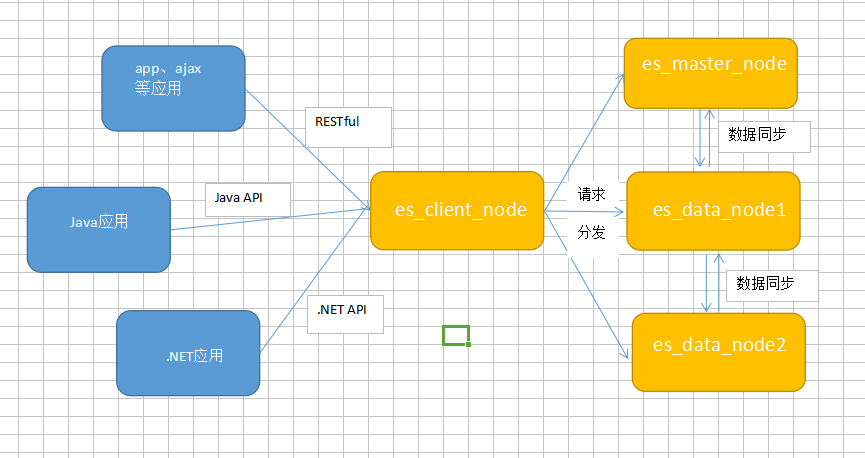 app、ajax
等应用
RESTful
Java API
Java应用
.NET API
.NET应用
es_client_node
请求
分发
es_master_node
数据同步
es_data_node1
数据同步
es_data_node2